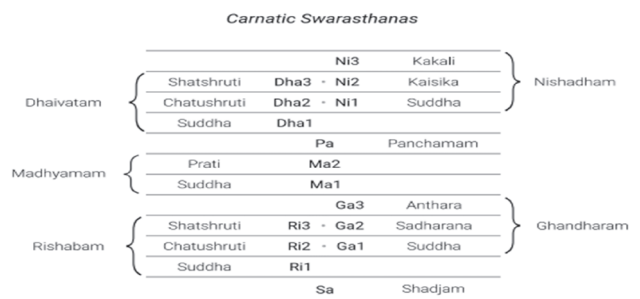 Carnatic Swarasthanas
Ni3 Kakali
Shatshruti Dha3 - Ni2 Kaisika
Nishadham
Dhaivatam
Chatushruti Dha2 - Ni1 Suddha
Suddha Dha1
Pa Panchamam
Prati Ma2
Madhyamam
Suddha Ma1
Ga3 Anthara
Shatshruti Ri3 - Ga2 Sadharana
Ghandharam
Rishabam
Chatushruti Ri2 - Ga1 Suddha
Suddha Ri1
Sa Shadjam